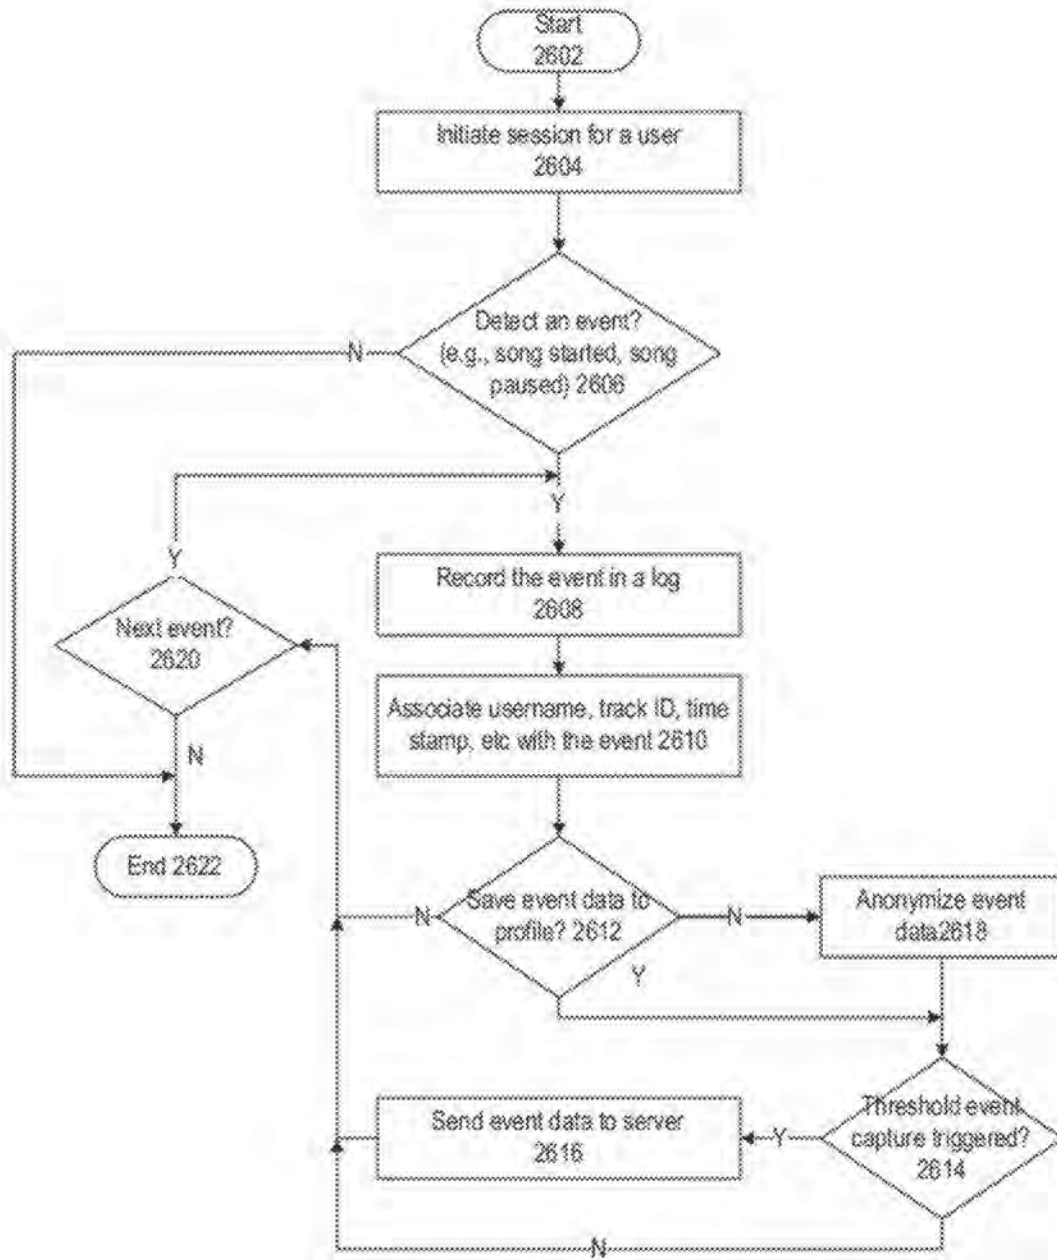 Start
2602
Initiate session for a user
2604
Detect an event?
(e.g., song started, song
paused) 2606
N
Y
Y
Record the event in a log
2608
Next event?
2620
Associate username, track ID, time
stamp, etc with the event 2610
N
End 2622
Save event data to
profile? 2612
N
N
Anonymize event
data2618
Y
Threshold event
capture triggered?
2614
Y
Send event data to server
2616
N